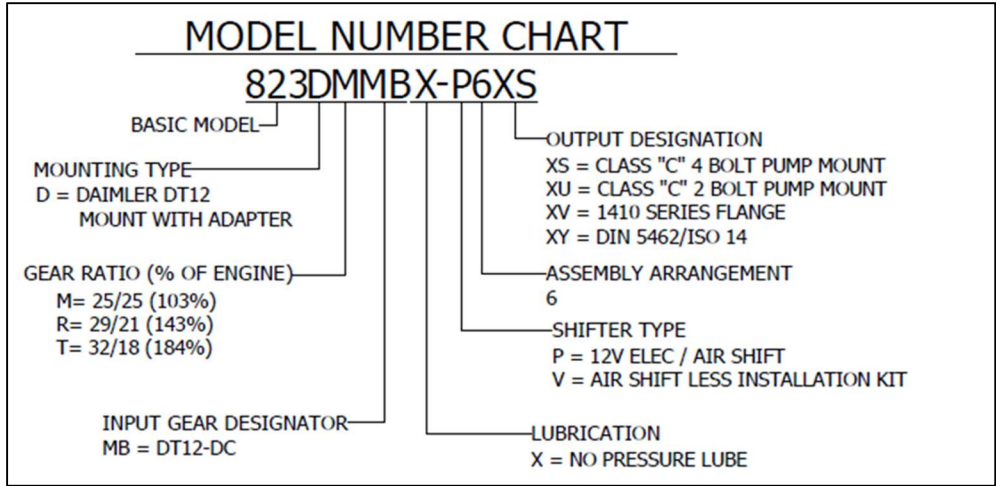 MODEL NUMBER CHART
823DMMBX-P6XS
BASIC MODEL
MOUNTING TYPE
D = DAIMLER DT12
MOUNT WITH ADAPTER
GEAR RATIO (% OF ENGINE)
M= 25/25 (103%)
R= 29/21 (143%)
T= 32/18 (184%)
INPUT GEAR DESIGNATOR
MB = DT12-DC
OUTPUT DESIGNATION
XS = CLASS "C" 4 BOLT PUMP MOUNT
XU = CLASS "C" 2 BOLT PUMP MOUNT
XV = 1410 SERIES FLANGE
XY = DIN 5462/ISO 14
ASSEMBLY ARRANGEMENT
6
SHIFTER TYPE
P = 12V ELEC / AIR SHIFT
V = AIR SHIFT LESS INSTALLATION KIT
LUBRICATION
X = NO PRESSURE LUBE